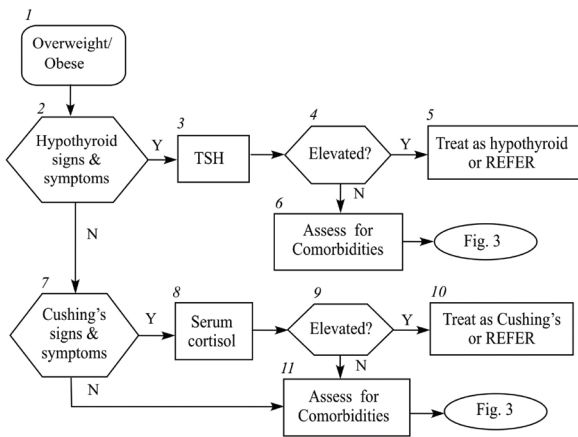 1
Overweight/
Obese
2
Hypothyroid
signs &
symptoms
Y
3
TSH
4
Elevated?
Y
5
Treat as hypothyroid
or REFER
N
6
Assess for
Comorbidities
Fig. 3
N
7
Cushing's
signs &
symptoms
Y
8
Serum
cortisol
9
Elevated?
Y
10
Treat as Cushing's
or REFER
N
N
11
Assess for
Comorbidities
Fig. 3